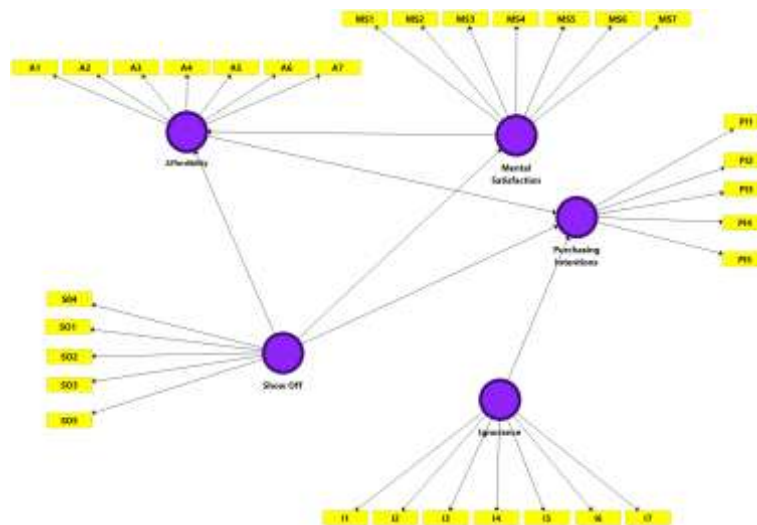 MS1 MS2 MS3 MS4 MS5 MS6 MS7
A1 A2 A3 A4 A5 A6 A7
Affordibility
Mental
Satisfaction
PI1
PI2
PI3
PI4
PI5
Purchasing
Intentions
SO4
SO1
SO2
SO3
SO5
Show Off
Ignorance
I1 I2 I3 I4 I5 I6 I7